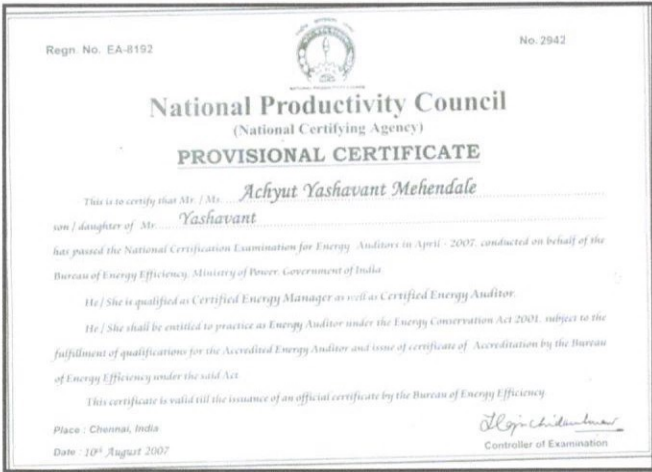 Regn. No. EA-8192
No. 2942
NATIONAL PRODUCTIVITY COUNCIL
National Productivity Council
(National Certifying Agency)
PROVISIONAL CERTIFICATE
This is to certify that Mr. / Ms. Achyut Yashavant Mehendale
son / daughter of Mr. Yashavant
has passed the National Certification Examination for Energy Auditors in April - 2007, conducted on behalf of the
Bureau of Energy Efficiency, Ministry of Power, Government of India.
He / She is qualified as Certified Energy Manager as well as Certified Energy Auditor.
He / She shall be entitled to practice as Energy Auditor under the Energy Conservation Act 2001, subject to the
fulfillment of qualifications for the Accredited Energy Auditor and issue of certificate of Accreditation by the Bureau
of Energy Efficiency under the said Act.
This certificate is valid till the issuance of an official certificate by the Bureau of Energy Efficiency.
Place : Chennai, India
Controller of Examination
Date : 10th August 2007